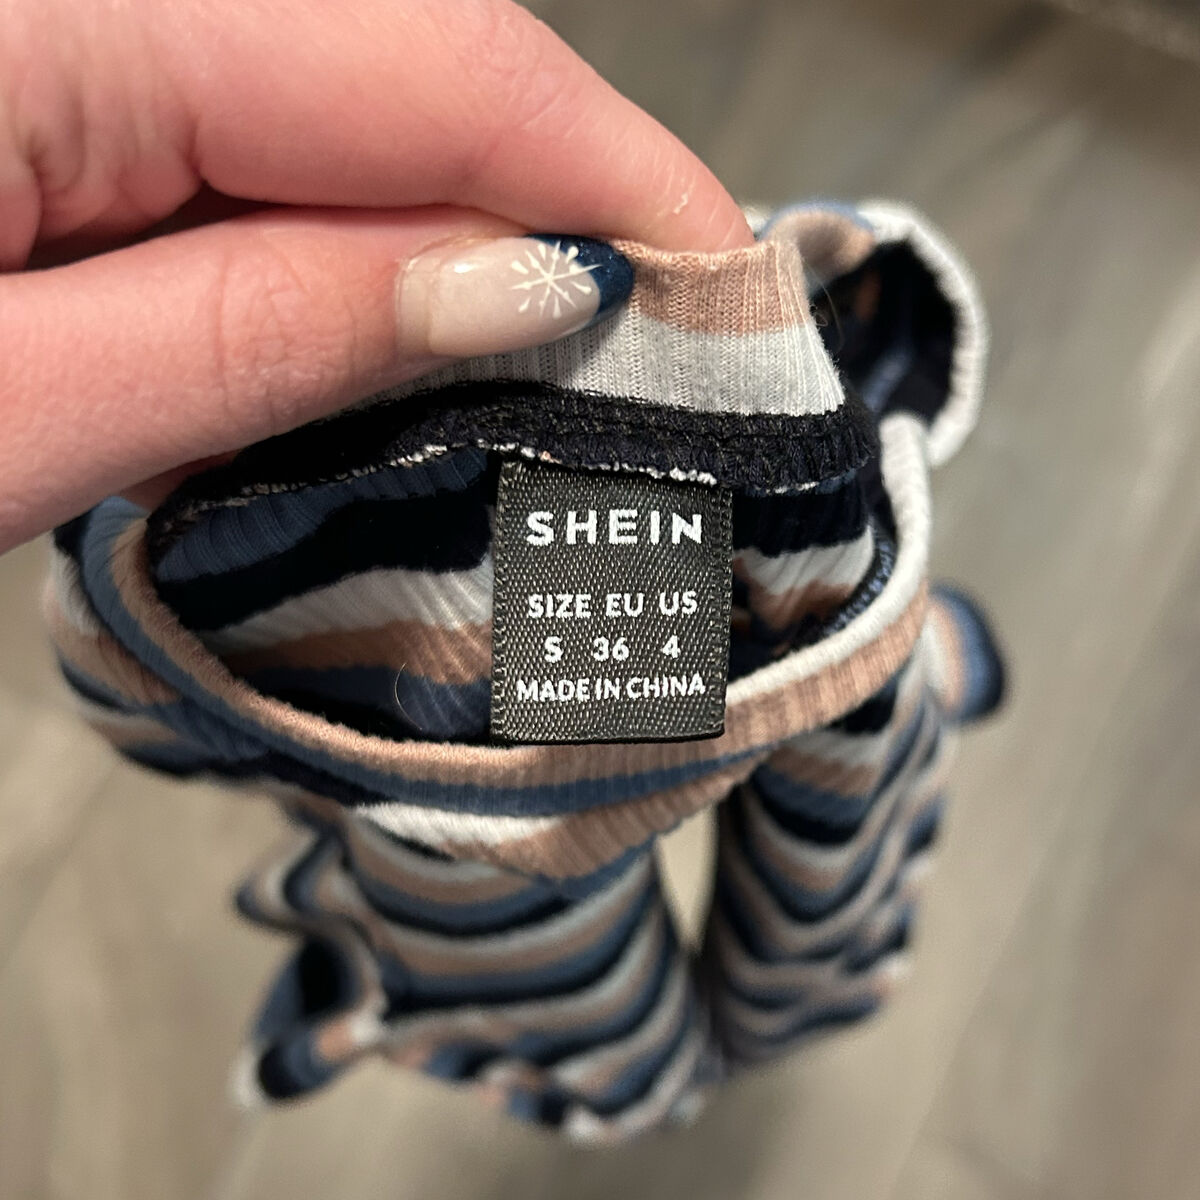 SHEIN
SIZE EU US
S 36 4
MADE IN CHINA